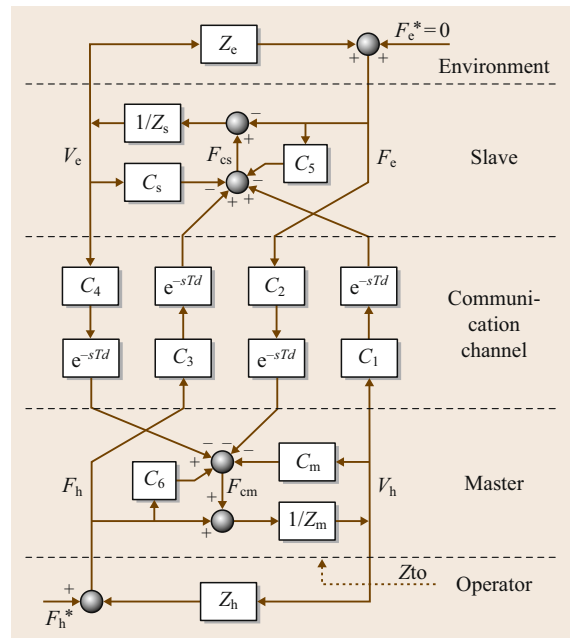 F_e* = 0
Z_e
+
+
Environment
1/Z_s
−
+
V_e
F_cs
C_5
F_e
Slave
C_s
−
+
+
−
C_4
e^{−sTd}
C_2
e^{−sTd}
Communi-
cation
channel
e^{−sTd}
C_3
e^{−sTd}
C_1
F_h
−
−
−
+
C_m
C_6
F_cm
V_h
Master
+
+
1/Z_m
Zto
Operator
+
Z_h
F_h*